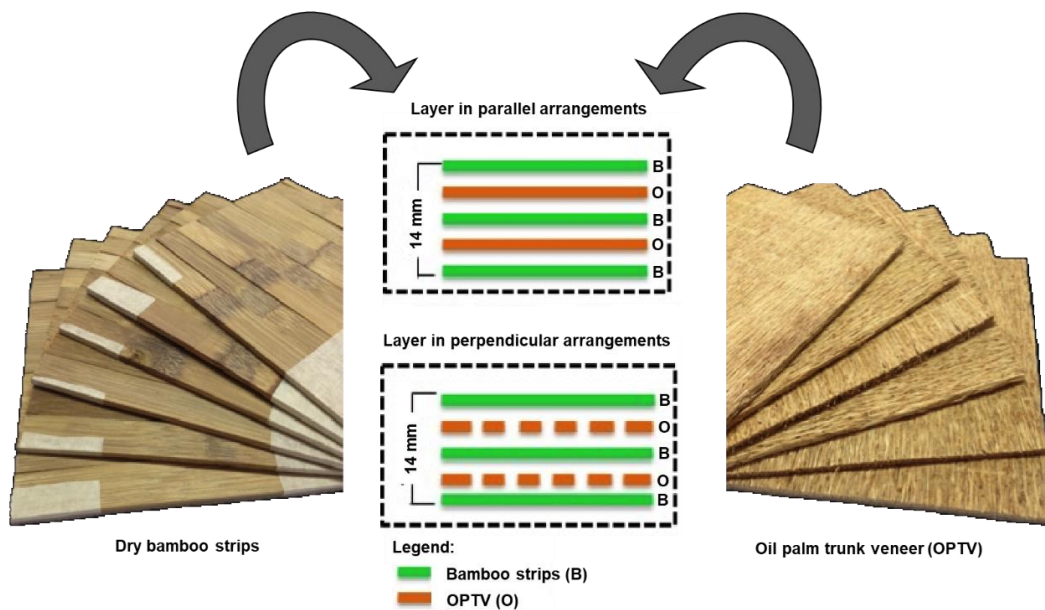 Layer in parallel arrangements
B
O
B
O
B
14 mm
Layer in perpendicular arrangements
B
O
B
O
B
14 mm
Dry bamboo strips
Legend:
Bamboo strips (B)
OPTV (O)
Oil palm trunk veneer (OPTV)